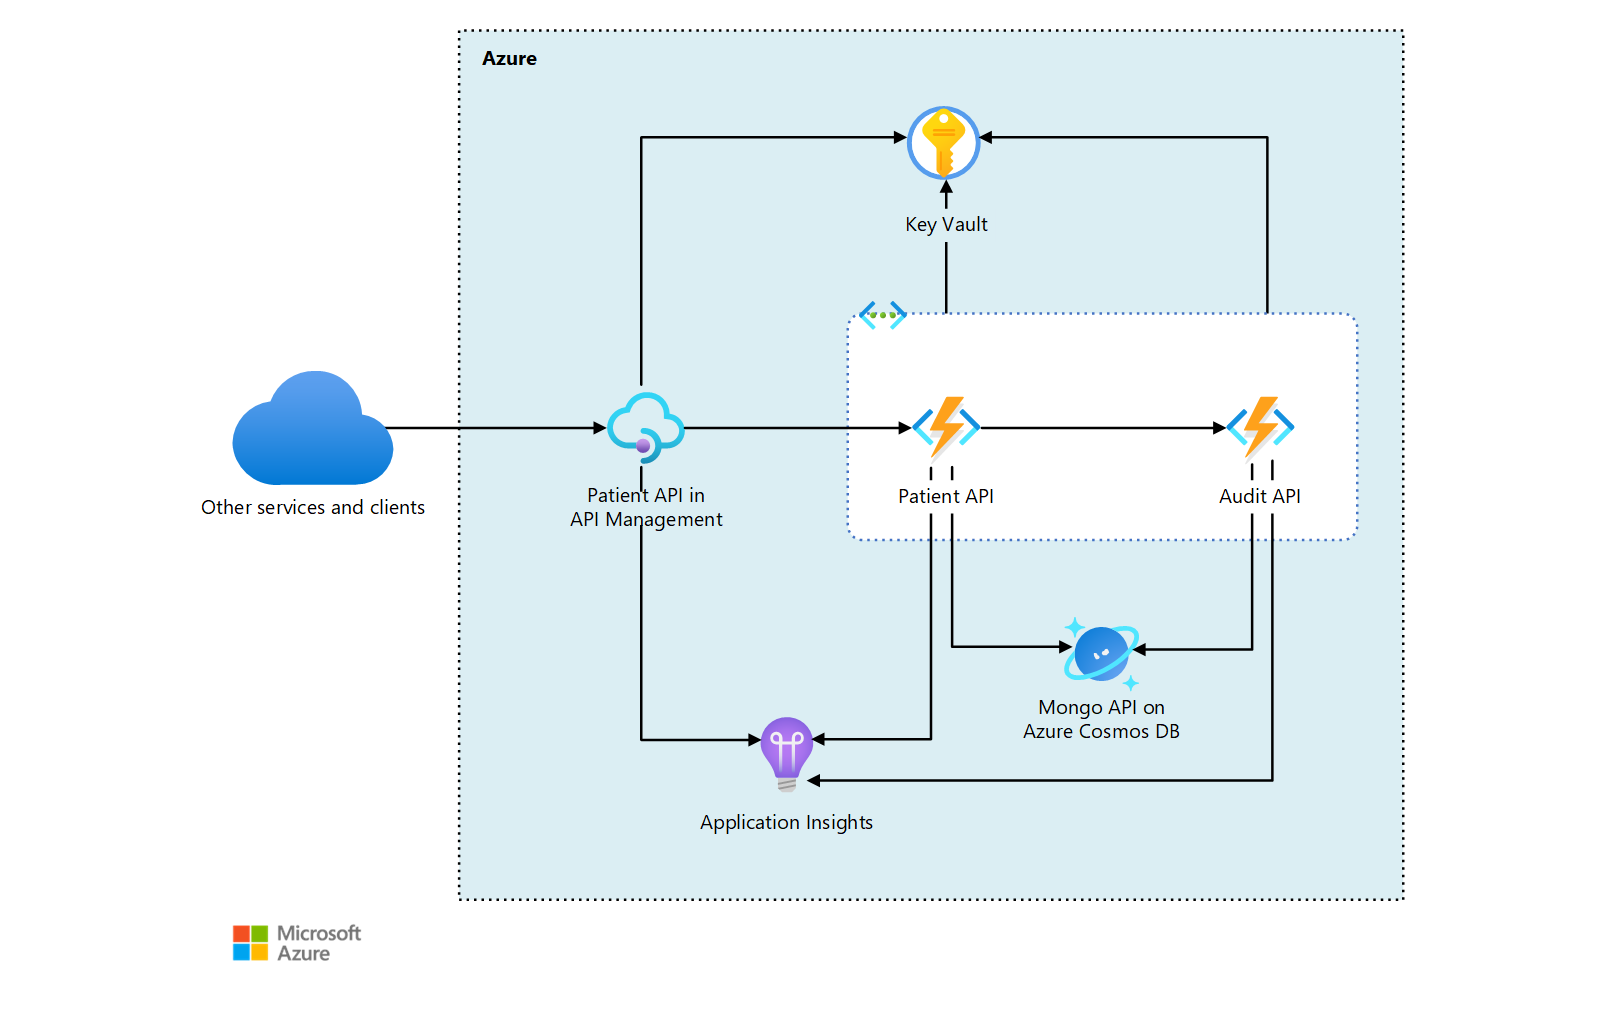 Azure
Key Vault
Other services and clients
Patient API in
API Management
Patient API
Audit API
Mongo API on
Azure Cosmos DB
Application Insights
Microsoft
Azure